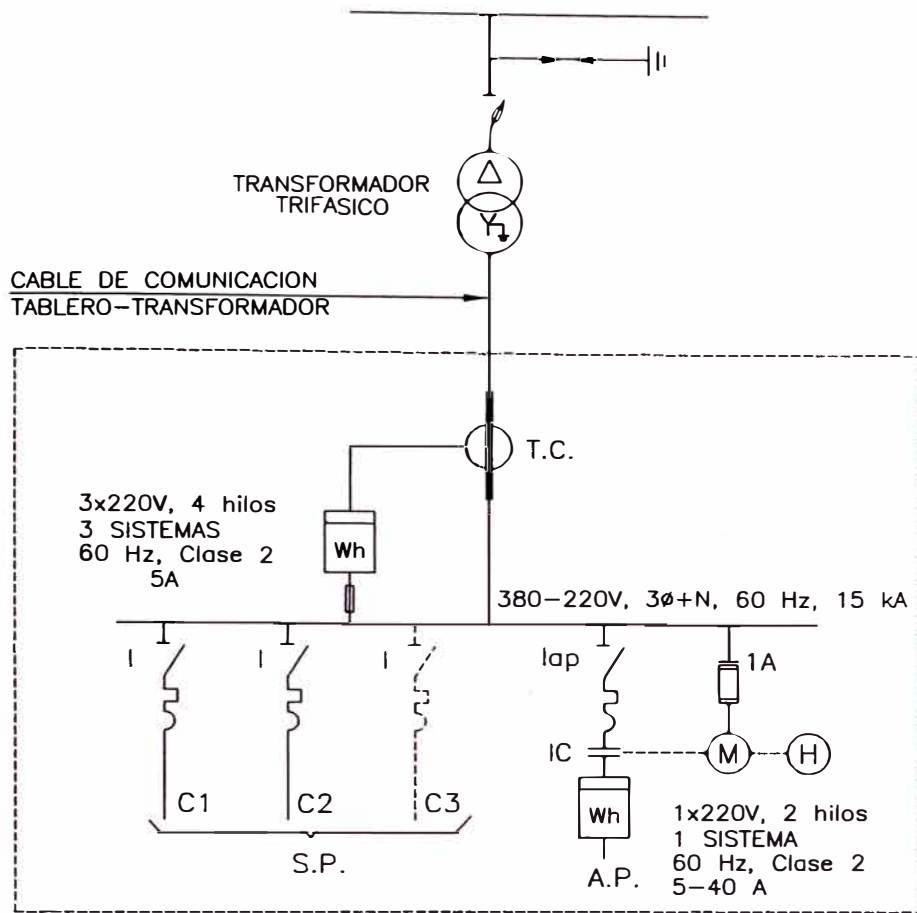 TRANSFORMADOR
TRIFASICO
Δ
Y
CABLE DE COMUNICACION
TABLERO-TRANSFORMADOR
T.C.
3x220V, 4 hilos
3 SISTEMAS
60 Hz, Clase 2
5A
Wh
380-220V, 3ø+N, 60 Hz, 15 kA
I
I
I
Iap
1A
IC
M
H
C1
C2
C3
Wh
1x220V, 2 hilos
1 SISTEMA
60 Hz, Clase 2
5-40 A
S.P.
A.P.